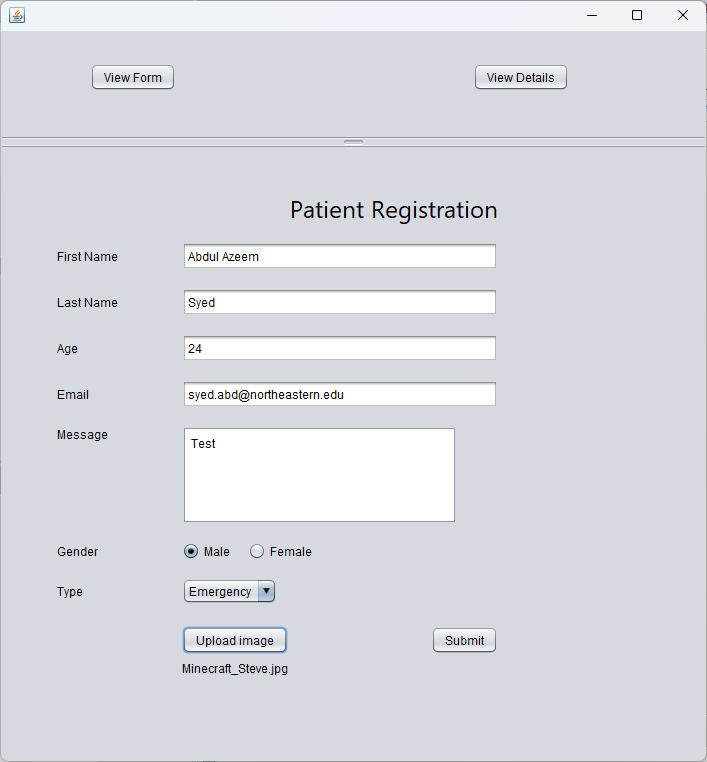 View Form View Details
Patient Registration
First Name Abdul Azeem
Last Name Syed
Age 24
Email syed.abd@northeastern.edu
Message Test
Gender Male Female
Type Emergency
Upload image Submit
Minecraft_Steve.jpg